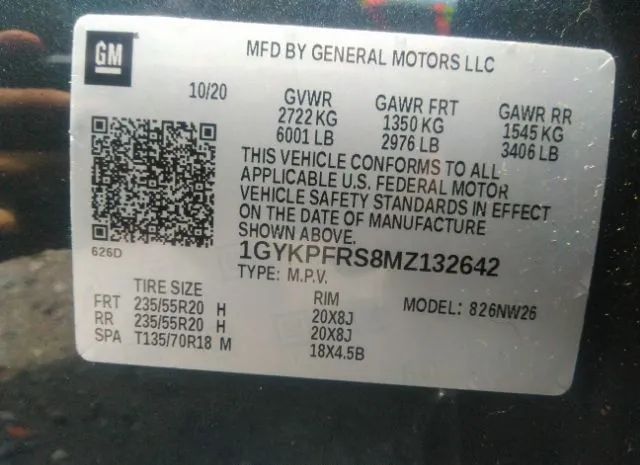 GM
MFD BY GENERAL MOTORS LLC
10/20
GVWR
2722 KG
6001 LB
GAWR FRT
1350 KG
2976 LB
GAWR RR
1545 KG
3406 LB
THIS VEHICLE CONFORMS TO ALL
APPLICABLE U.S. FEDERAL MOTOR
VEHICLE SAFETY STANDARDS IN EFFECT
ON THE DATE OF MANUFACTURE
SHOWN ABOVE.
626D
1GYKPFRS8MZ132642
TYPE: M.P.V.
TIRE SIZE
RIM
MODEL: 826NW26
FRT 235/55R20 H 20X8J
RR 235/55R20 H 20X8J
SPA T135/70R18 M 18X4.5B